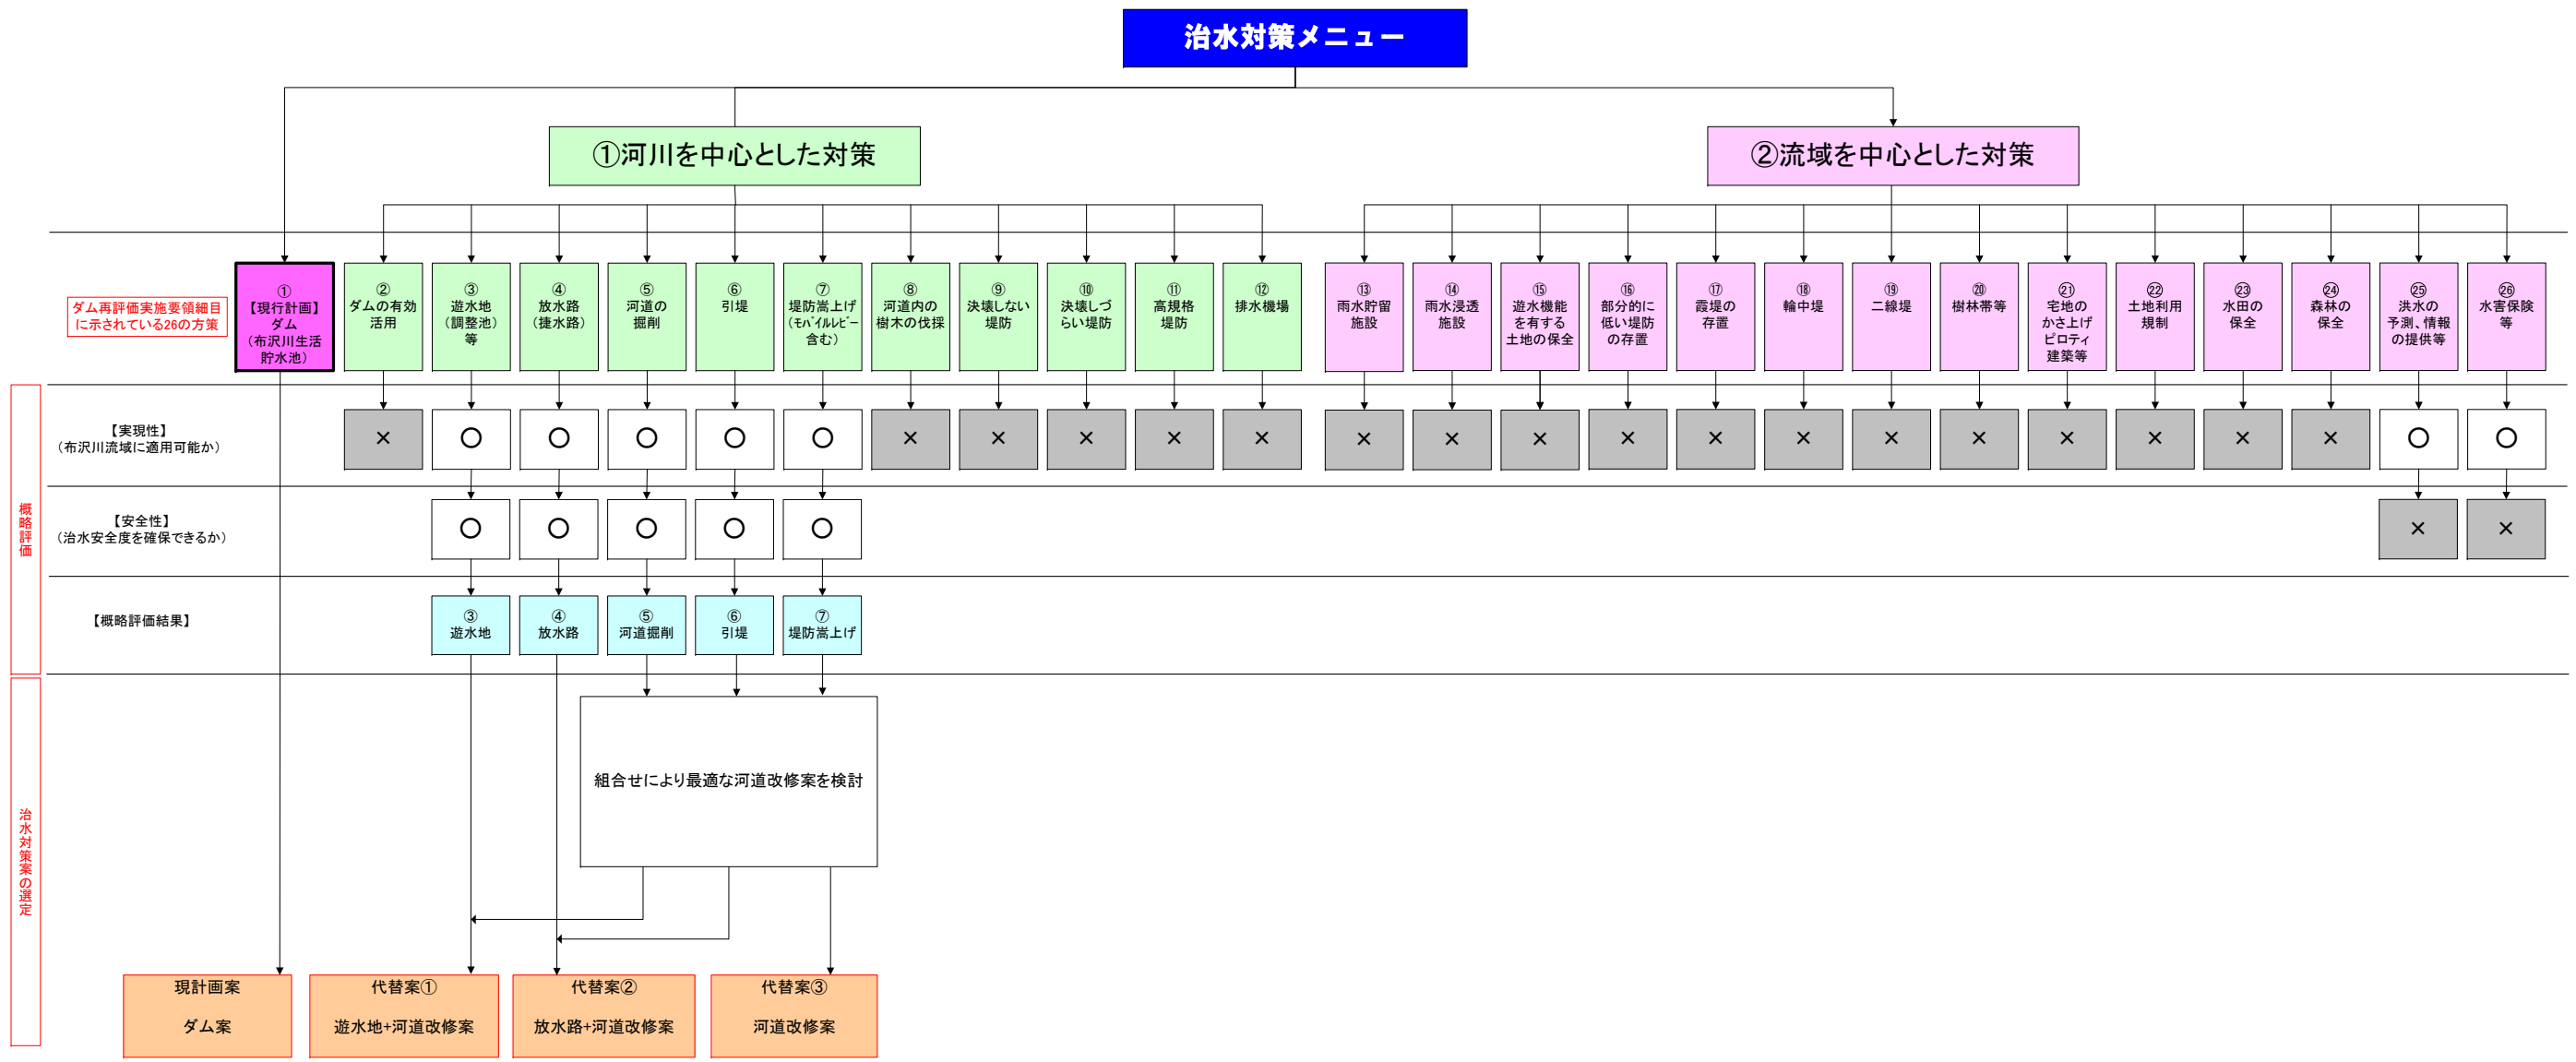 治水対策メニュー
①河川を中心とした対策
②流域を中心とした対策
ダム再評価実施要領細目
に示されている26の方策
①
【現行計画】
ダム
(布沢川生活
貯水池)
②
ダムの有効
活用
③
遊水地
(調整池)
等
④
放水路
(捷水路)
⑤
河道の
掘削
⑥
引堤
⑦
堤防嵩上げ
(ﾓﾊﾞｲﾙﾚﾋﾞｰ
含む)
⑧
河道内の
樹木の伐採
⑨
決壊しない
堤防
⑩
決壊しづ
らい堤防
⑪
高規格
堤防
⑫
排水機場
⑬
雨水貯留
施設
⑭
雨水浸透
施設
⑮
遊水機能
を有する
土地の保全
⑯
部分的に
低い堤防
の存置
⑰
霞堤の
存置
⑱
輪中堤
⑲
二線堤
⑳
樹林帯等
㉑
宅地の
かさ上げ
ピロティ
建築等
㉒
土地利用
規制
㉓
水田の
保全
㉔
森林の
保全
㉕
洪水の
予測、情報
の提供等
㉖
水害保険
等
概略評価
【実現性】
(布沢川流域に適用可能か)
× ○ ○ ○ ○ ○ × × × × × × × × × × × × × × × × × ○ ○
【安全性】
(治水安全度を確保できるか)
○ ○ ○ ○ ○ × ×
【概略評価結果】
③
遊水地
④
放水路
⑤
河道掘削
⑥
引堤
⑦
堤防嵩上げ
治水対策案の選定
組合せにより最適な河道改修案を検討
現計画案
ダム案
代替案①
遊水地+河道改修案
代替案②
放水路+河道改修案
代替案③
河道改修案